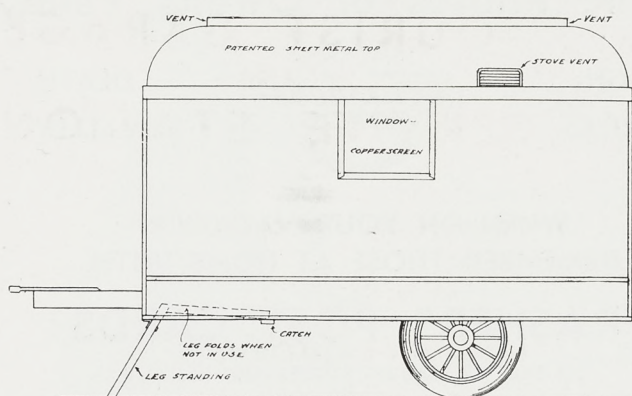 VENT
VENT
PATENTED SHEET METAL TOP
STOVE VENT
WINDOW-
COPPER SCREEN
CATCH
LEG FOLDS WHEN
NOT IN USE
LEG STANDING